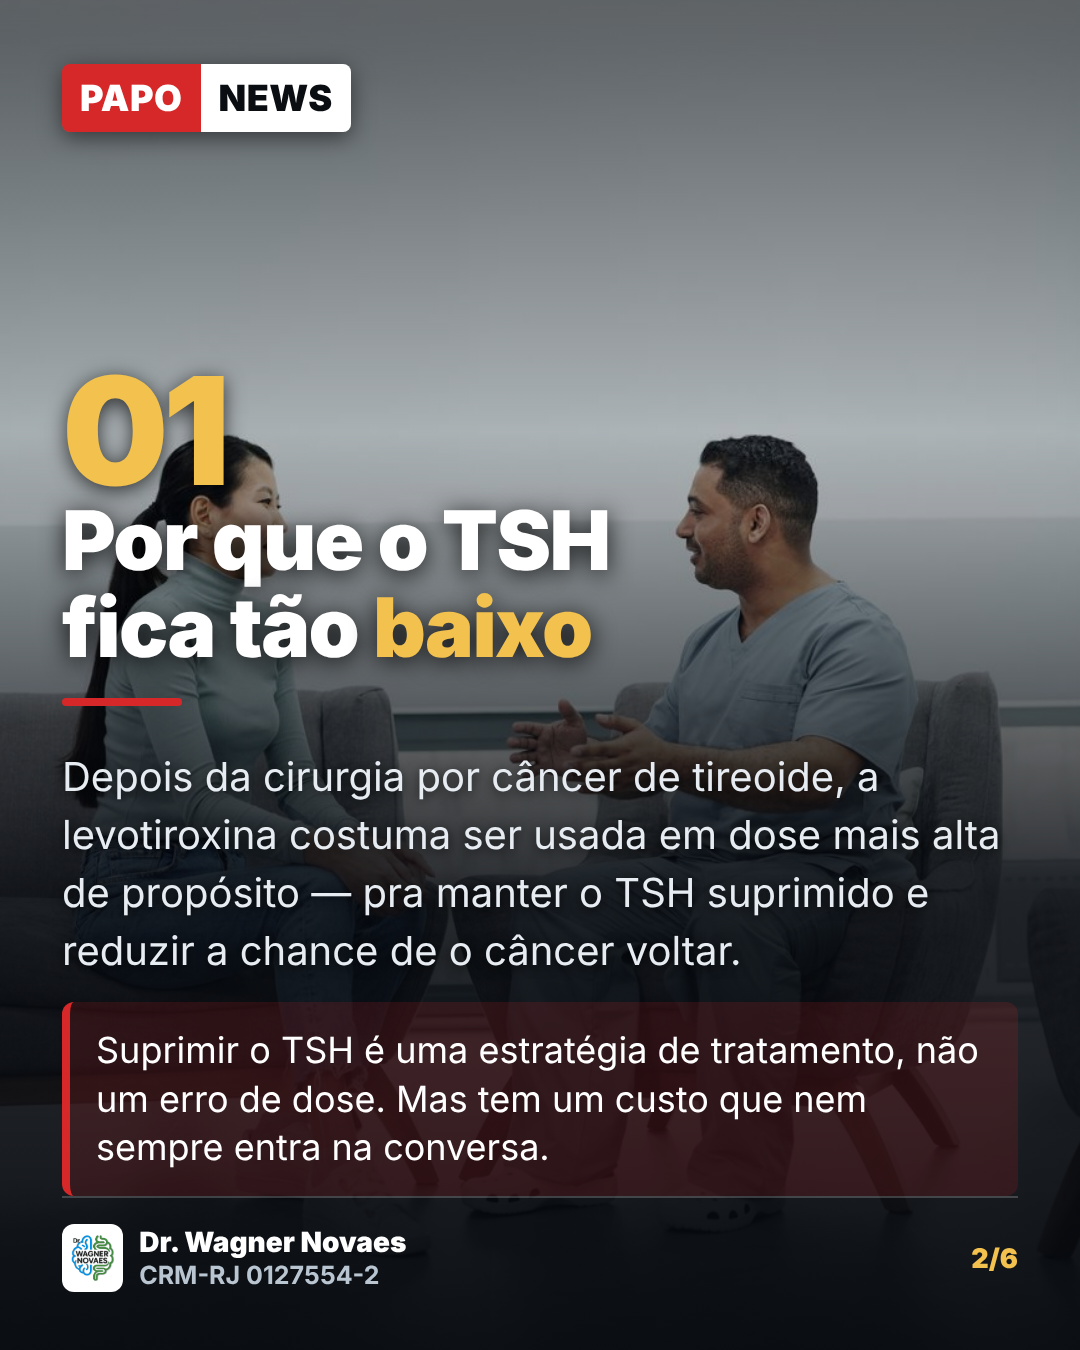 PAPO NEWS
01
Por que o TSH
fica tão baixo
Depois da cirurgia por câncer de tireoide, a
levotiroxina costuma ser usada em dose mais alta
de propósito — pra manter o TSH suprimido e
reduzir a chance de o câncer voltar.
Suprimir o TSH é uma estratégia de tratamento, não
um erro de dose. Mas tem um custo que nem
sempre entra na conversa.
Dr.
WAGNER
NOVAES
Dr. Wagner Novaes
CRM-RJ 0127554-2
2/6